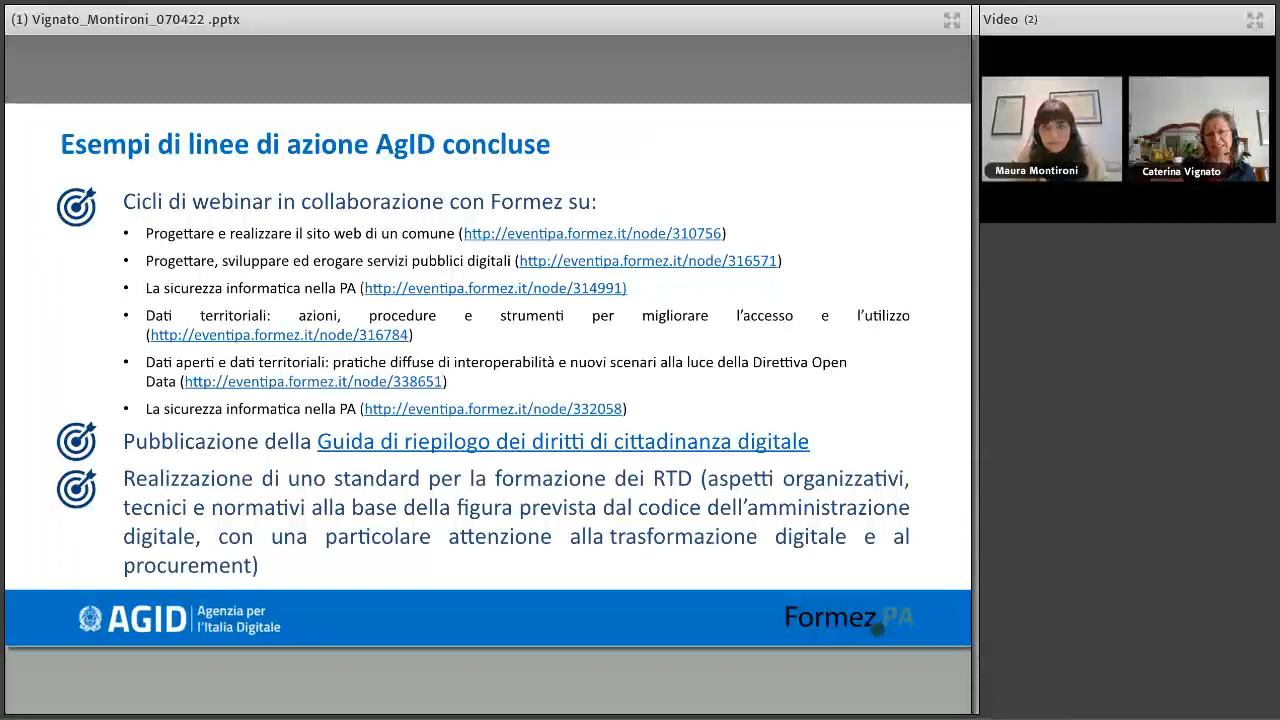 (1) Vignato_Montironi_070422 .pptx
Video (2)
Maura Montironi
Caterina Vignato
Esempi di linee di azione AgID concluse
Cicli di webinar in collaborazione con Formez su:
• Progettare e realizzare il sito web di un comune (http://eventipa.formez.it/node/310756)
• Progettare, sviluppare ed erogare servizi pubblici digitali (http://eventipa.formez.it/node/316571)
• La sicurezza informatica nella PA (http://eventipa.formez.it/node/314991)
• Dati territoriali: azioni, procedure e strumenti per migliorare l’accesso e l’utilizzo
(http://eventipa.formez.it/node/316784)
• Dati aperti e dati territoriali: pratiche diffuse di interoperabilità e nuovi scenari alla luce della Direttiva Open
Data (http://eventipa.formez.it/node/338651)
• La sicurezza informatica nella PA (http://eventipa.formez.it/node/332058)
Pubblicazione della Guida di riepilogo dei diritti di cittadinanza digitale
Realizzazione di uno standard per la formazione dei RTD (aspetti organizzativi,
tecnici e normativi alla base della figura prevista dal codice dell’amministrazione
digitale, con una particolare attenzione alla trasformazione digitale e al
procurement)
AGID
Agenzia per
l’Italia Digitale
Formez PA